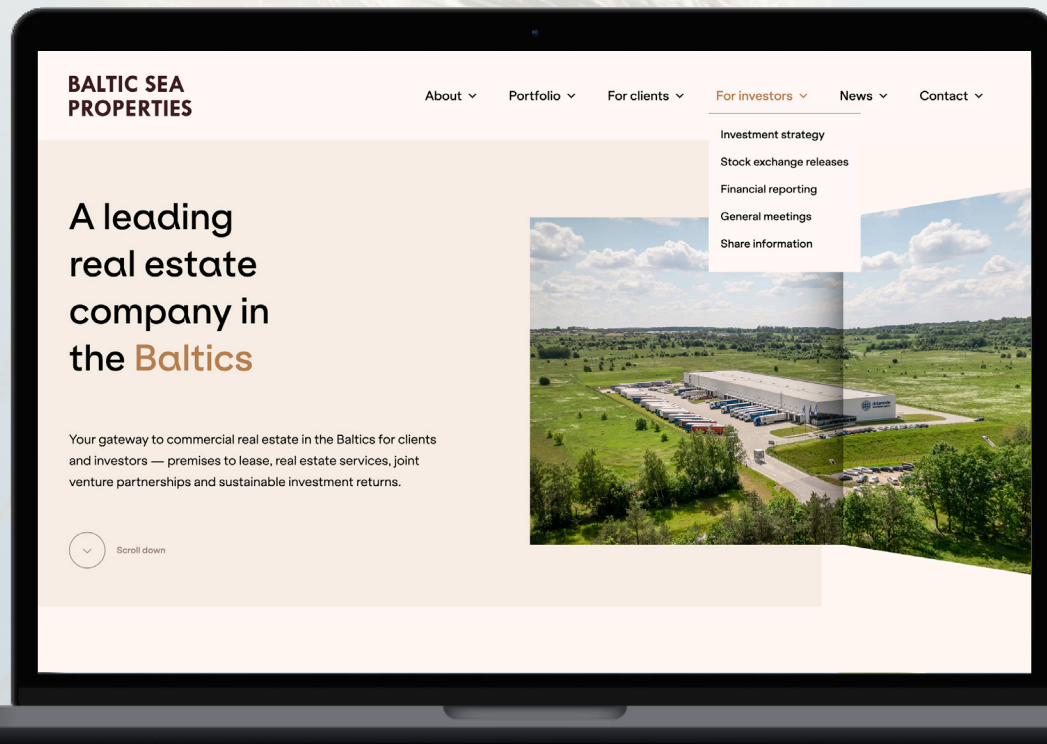 BALTIC SEA
PROPERTIES
About
Portfolio
For clients
For investors
News
Contact
Investment strategy
Stock exchange releases
Financial reporting
General meetings
Share information
A leading
real estate
company in
the Baltics
Your gateway to commercial real estate in the Baltics for clients
and investors — premises to lease, real estate services, joint
venture partnerships and sustainable investment returns.
Scroll down